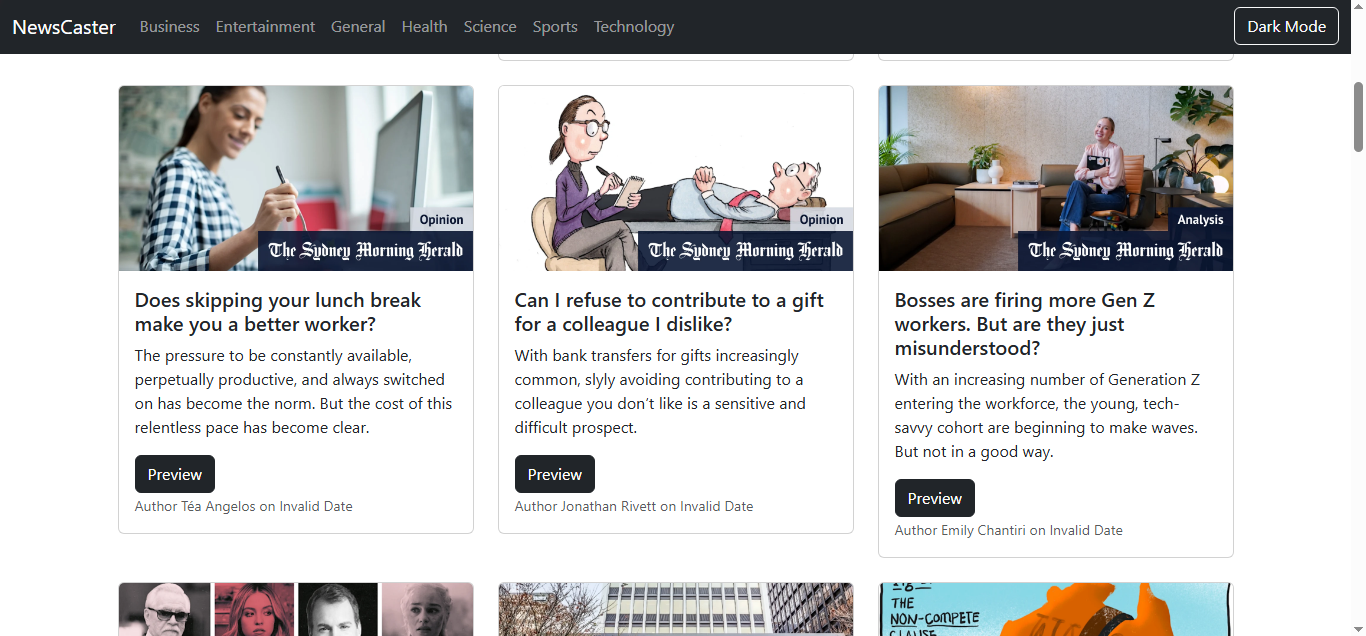 NewsCaster Business Entertainment General Health Science Sports Technology Dark Mode
Opinion
The Sydney Morning Herald
Does skipping your lunch break
make you a better worker?
The pressure to be constantly available,
perpetually productive, and always switched
on has become the norm. But the cost of this
relentless pace has become clear.
Preview
Author Téa Angelos on Invalid Date
Opinion
The Sydney Morning Herald
Can I refuse to contribute to a gift
for a colleague I dislike?
With bank transfers for gifts increasingly
common, slyly avoiding contributing to a
colleague you don’t like is a sensitive and
difficult prospect.
Preview
Author Jonathan Rivett on Invalid Date
Analysis
The Sydney Morning Herald
Bosses are firing more Gen Z
workers. But are they just
misunderstood?
With an increasing number of Generation Z
entering the workforce, the young, tech-
savvy cohort are beginning to make waves.
But not in a good way.
Preview
Author Emily Chantiri on Invalid Date
THE
NON-COMPETE
CLAUSE